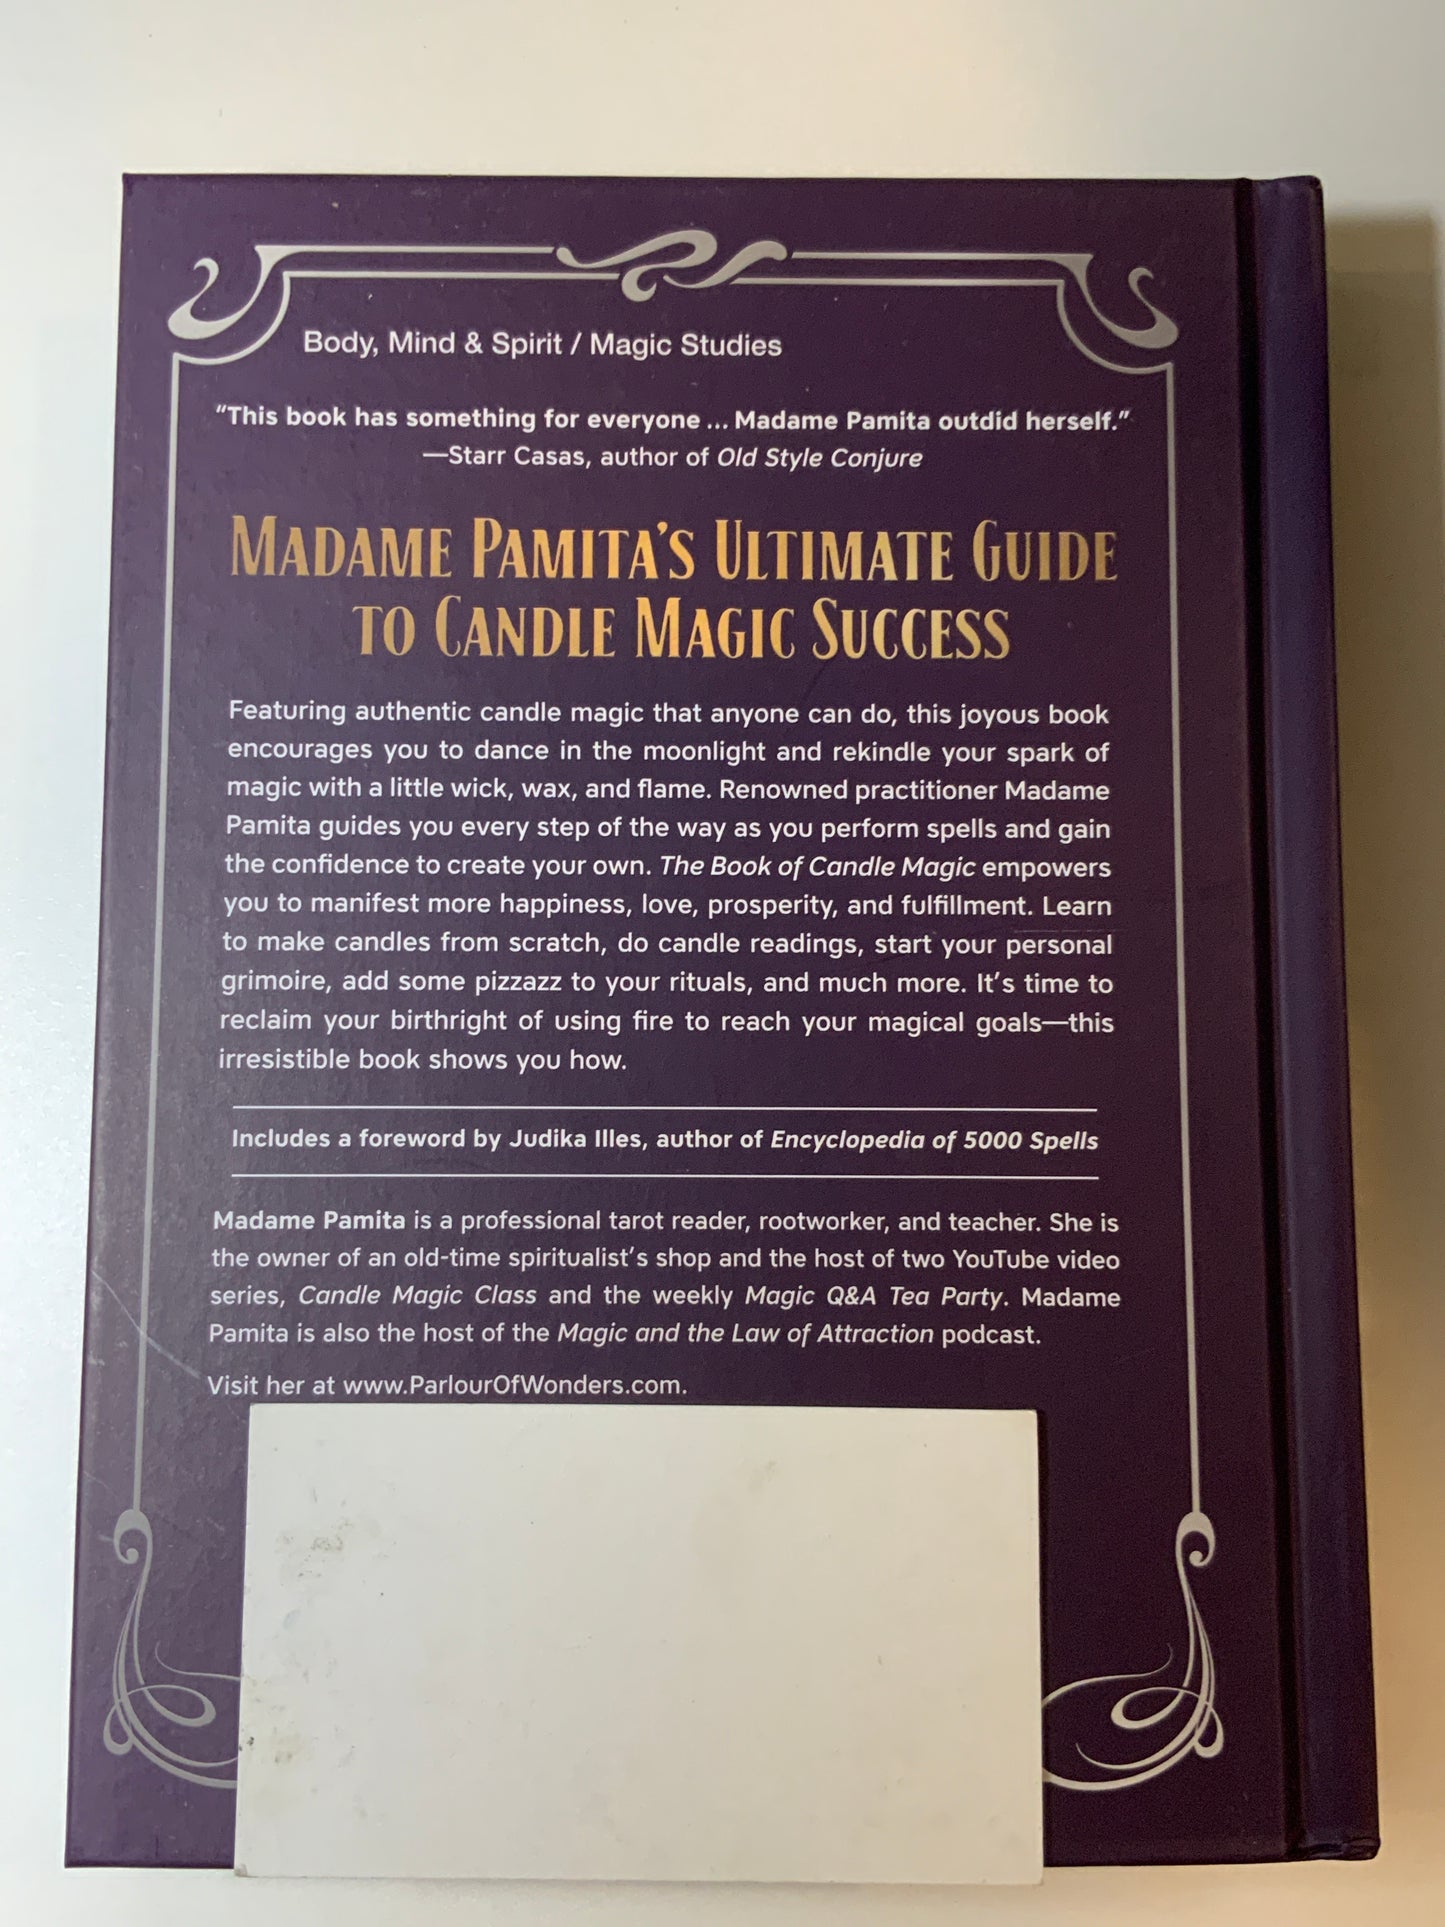 Body, Mind & Spirit / Magic Studies
“This book has something for everyone ... Madame Pamita outdid herself.”
—Starr Casas, author of Old Style Conjure
MADAME PAMITA’S ULTIMATE GUIDE
TO CANDLE MAGIC SUCCESS
Featuring authentic candle magic that anyone can do, this joyous book
encourages you to dance in the moonlight and rekindle your spark of
magic with a little wick, wax, and flame. Renowned practitioner Madame
Pamita guides you every step of the way as you perform spells and gain
the confidence to create your own. The Book of Candle Magic empowers
you to manifest more happiness, love, prosperity, and fulfillment. Learn
to make candles from scratch, do candle readings, start your personal
grimoire, add some pizzazz to your rituals, and much more. It’s time to
reclaim your birthright of using fire to reach your magical goals—this
irresistible book shows you how.
Includes a foreword by Judika Illes, author of Encyclopedia of 5000 Spells
Madame Pamita is a professional tarot reader, rootworker, and teacher. She is
the owner of an old-time spiritualist’s shop and the host of two YouTube video
series, Candle Magic Class and the weekly Magic Q&A Tea Party. Madame
Pamita is also the host of the Magic and the Law of Attraction podcast.
Visit her at www.ParlourOfWonders.com.